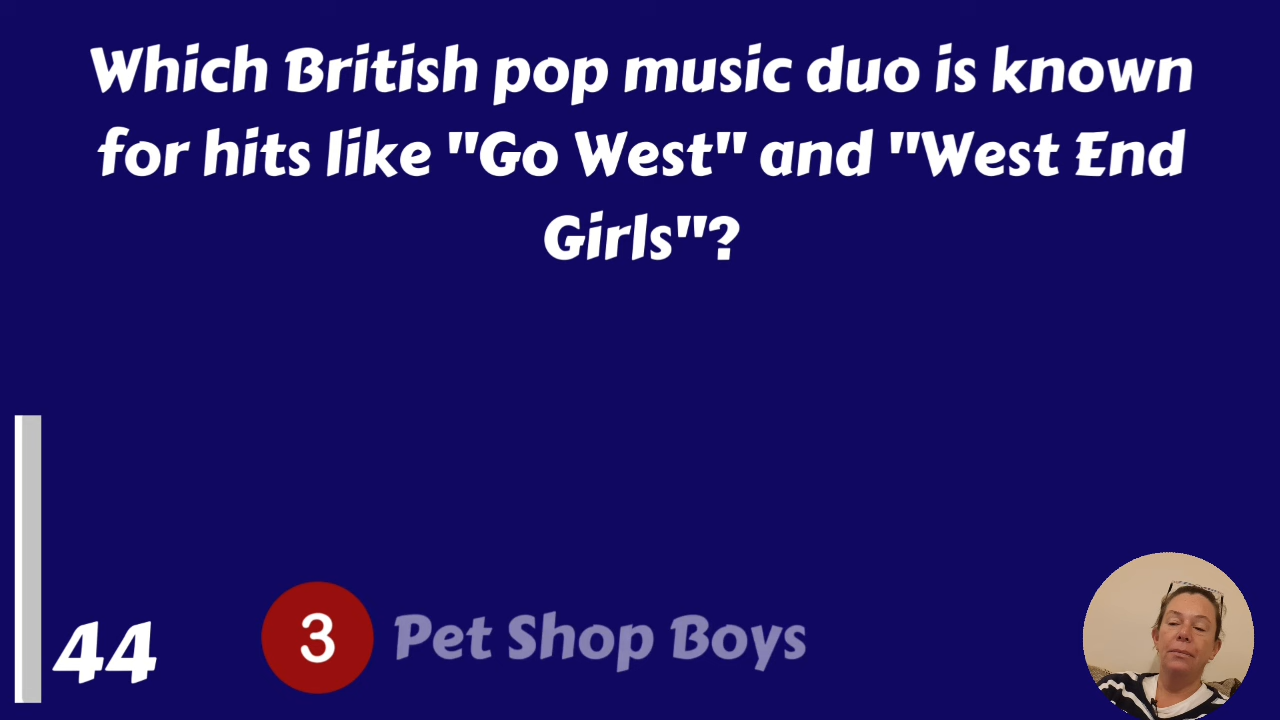 Which British pop music duo is known
for hits like "Go West" and "West End
Girls"?
44
3 Pet Shop Boys